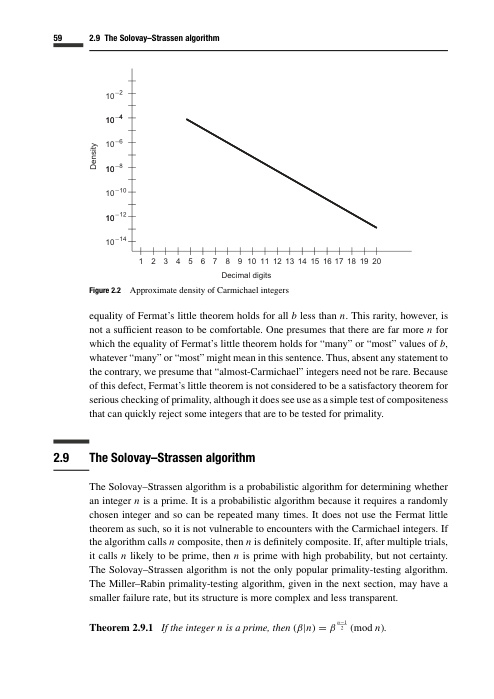 59 2.9 The Solovay–Strassen algorithm
10−2
10−4
10−6
10−8
10−10
10−12
10−14
Density
1 2 3 4 5 6 7 8 9 10 11 12 13 14 15 16 17 18 19 20
Decimal digits
Figure 2.2 Approximate density of Carmichael integers
equality of Fermat's little theorem holds for all b less than n. This rarity, however, is
not a sufficient reason to be comfortable. One presumes that there are far more n for
which the equality of Fermat's little theorem holds for "many" or "most" values of b,
whatever "many" or "most" might mean in this sentence. Thus, absent any statement to
the contrary, we presume that "almost-Carmichael" integers need not be rare. Because
of this defect, Fermat's little theorem is not considered to be a satisfactory theorem for
serious checking of primality, although it does see use as a simple test of compositeness
that can quickly reject some integers that are to be tested for primality.
2.9 The Solovay–Strassen algorithm
The Solovay–Strassen algorithm is a probabilistic algorithm for determining whether
an integer n is a prime. It is a probabilistic algorithm because it requires a randomly
chosen integer and so can be repeated many times. It does not use the Fermat little
theorem as such, so it is not vulnerable to encounters with the Carmichael integers. If
the algorithm calls n composite, then n is definitely composite. If, after multiple trials,
it calls n likely to be prime, then n is prime with high probability, but not certainty.
The Solovay–Strassen algorithm is not the only popular primality-testing algorithm.
The Miller–Rabin primality-testing algorithm, given in the next section, may have a
smaller failure rate, but its structure is more complex and less transparent.
Theorem 2.9.1 If the integer n is a prime, then (β|n) = β^((n−1)/2) (mod n).